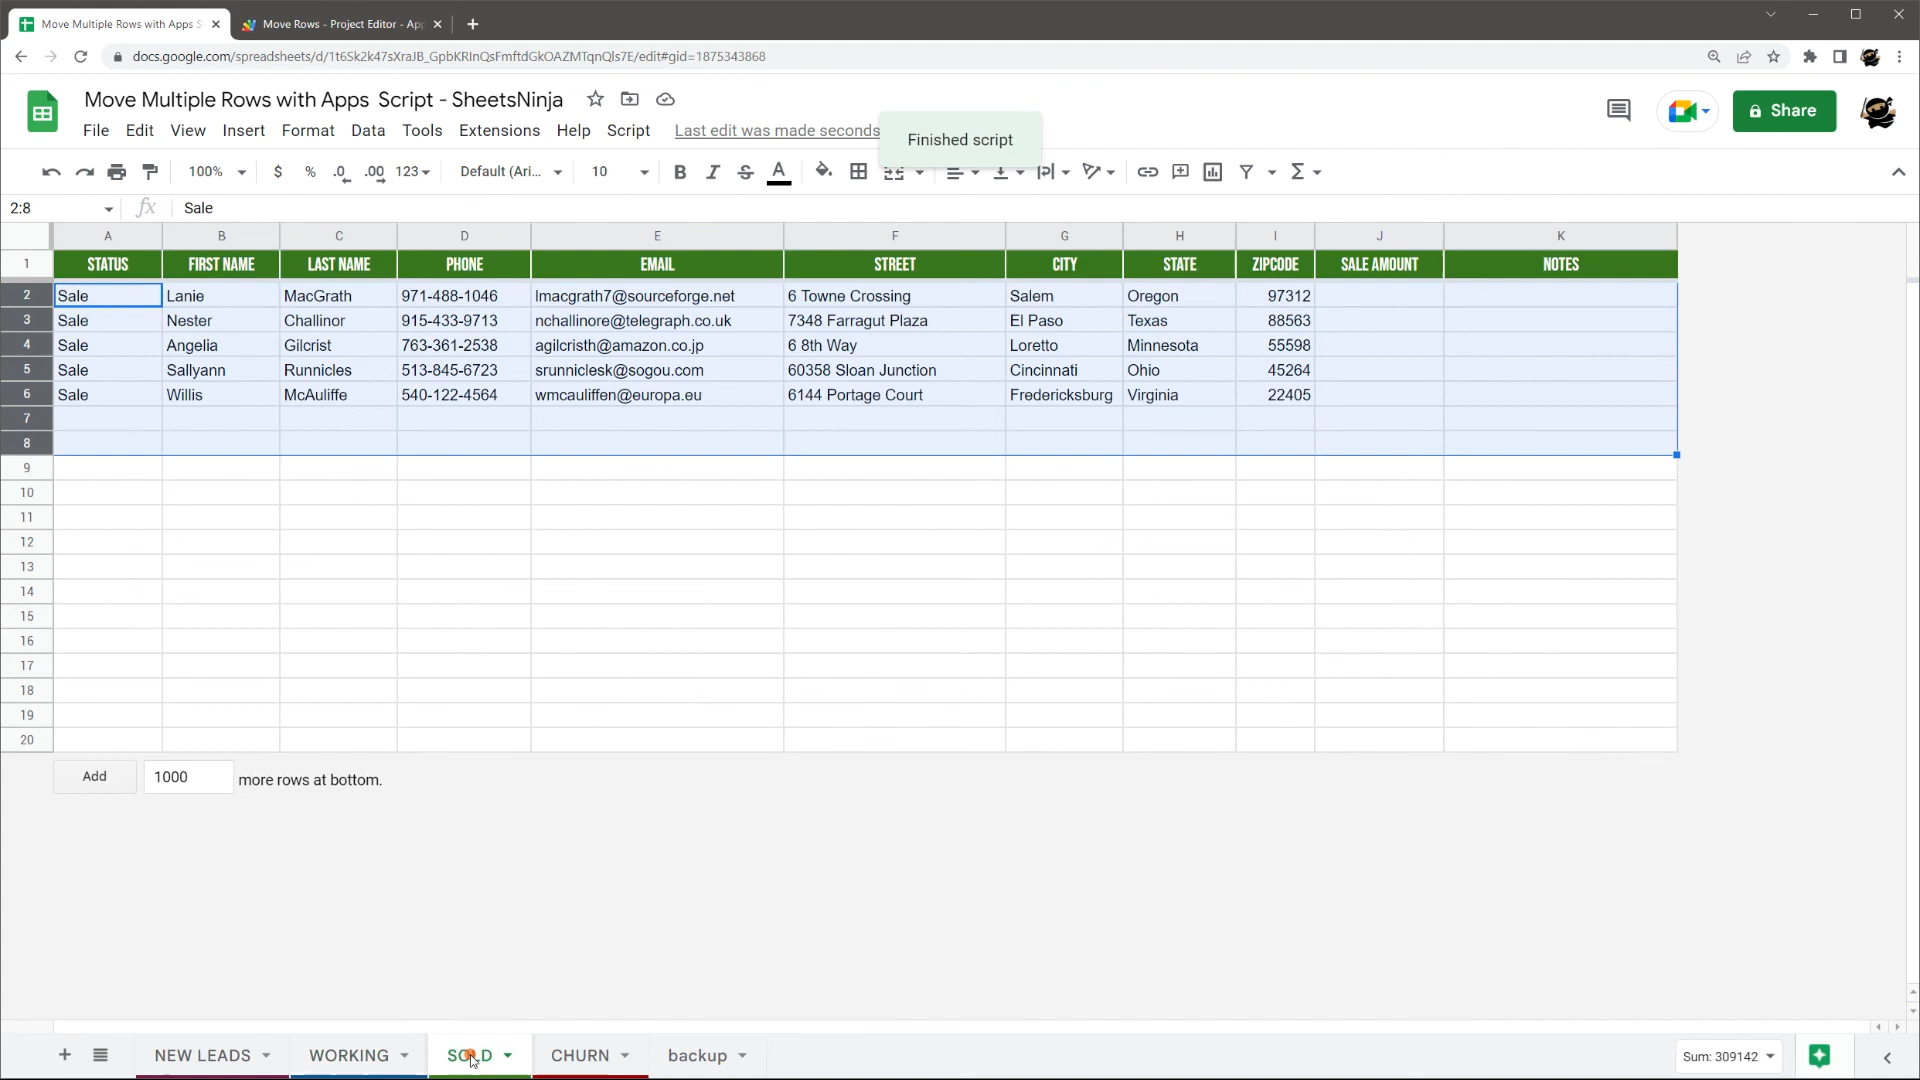 Move Multiple Rows with Apps S
Move Rows - Project Editor - App
docs.google.com/spreadsheets/d/1t6Sk2k47sXraJB_GpbKRInQsFmftdGkOAZMTqnQls7E/edit#gid=1875343868
Move Multiple Rows with Apps Script - SheetsNinja
File Edit View Insert Format Data Tools Extensions Help Script Last edit was made seconds
Finished script
Share
100% $ % .0 .00 123 Default (Ari... 10 B I S A
2:8 fx Sale
A B C D E F G H I J K
1 STATUS FIRST NAME LAST NAME PHONE EMAIL STREET CITY STATE ZIPCODE SALE AMOUNT NOTES
2 Sale Lanie MacGrath 971-488-1046 lmacgrath7@sourceforge.net 6 Towne Crossing Salem Oregon 97312
3 Sale Nester Challinor 915-433-9713 nchallinore@telegraph.co.uk 7348 Farragut Plaza El Paso Texas 88563
4 Sale Angelia Gilcrist 763-361-2538 agilcristh@amazon.co.jp 6 8th Way Loretto Minnesota 55598
5 Sale Sallyann Runnicles 513-845-6723 srunniclesk@sogou.com 60358 Sloan Junction Cincinnati Ohio 45264
6 Sale Willis McAuliffe 540-122-4564 wmcauliffen@europa.eu 6144 Portage Court Fredericksburg Virginia 22405
7
8
9
10
11
12
13
14
15
16
17
18
19
20
Add 1000 more rows at bottom.
NEW LEADS WORKING SOLD CHURN backup
Sum: 309142